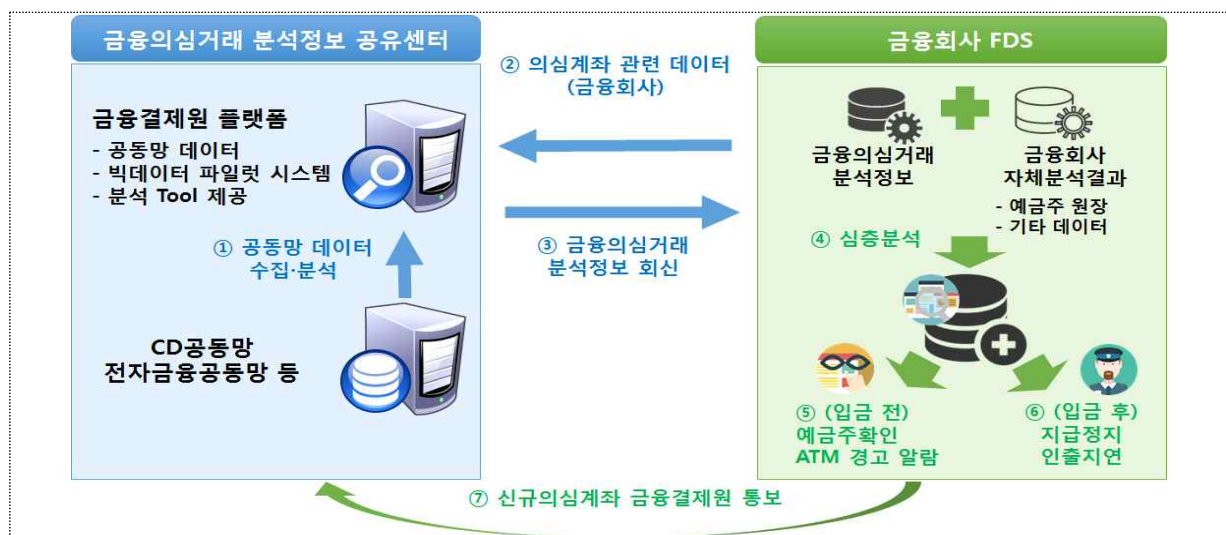 금융의심거래 분석정보 공유센터
금융결제원 플랫폼
- 공동망 데이터
- 빅데이터 파일럿 시스템
- 분석 Tool 제공
① 공동망 데이터
수집·분석
CD공동망
전자금융공동망 등
② 의심계좌 관련 데이터
(금융회사)
③ 금융의심거래
분석정보 회신
금융회사 FDS
금융의심거래
분석정보
금융회사
자체분석결과
- 예금주 원장
- 기타 데이터
④ 심층분석
⑤ (입금 전)
예금주확인
ATM 경고 알람
⑥ (입금 후)
지급정지
인출지연
⑦ 신규의심계좌 금융결제원 통보